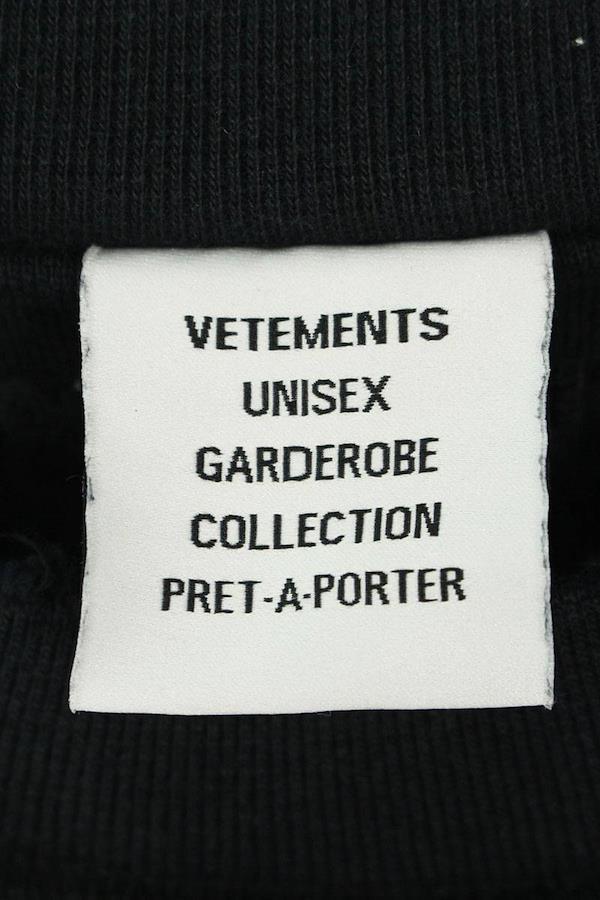 VETEMENTS
UNISEX
GARDEROBE
COLLECTION
PRET-A-PORTER